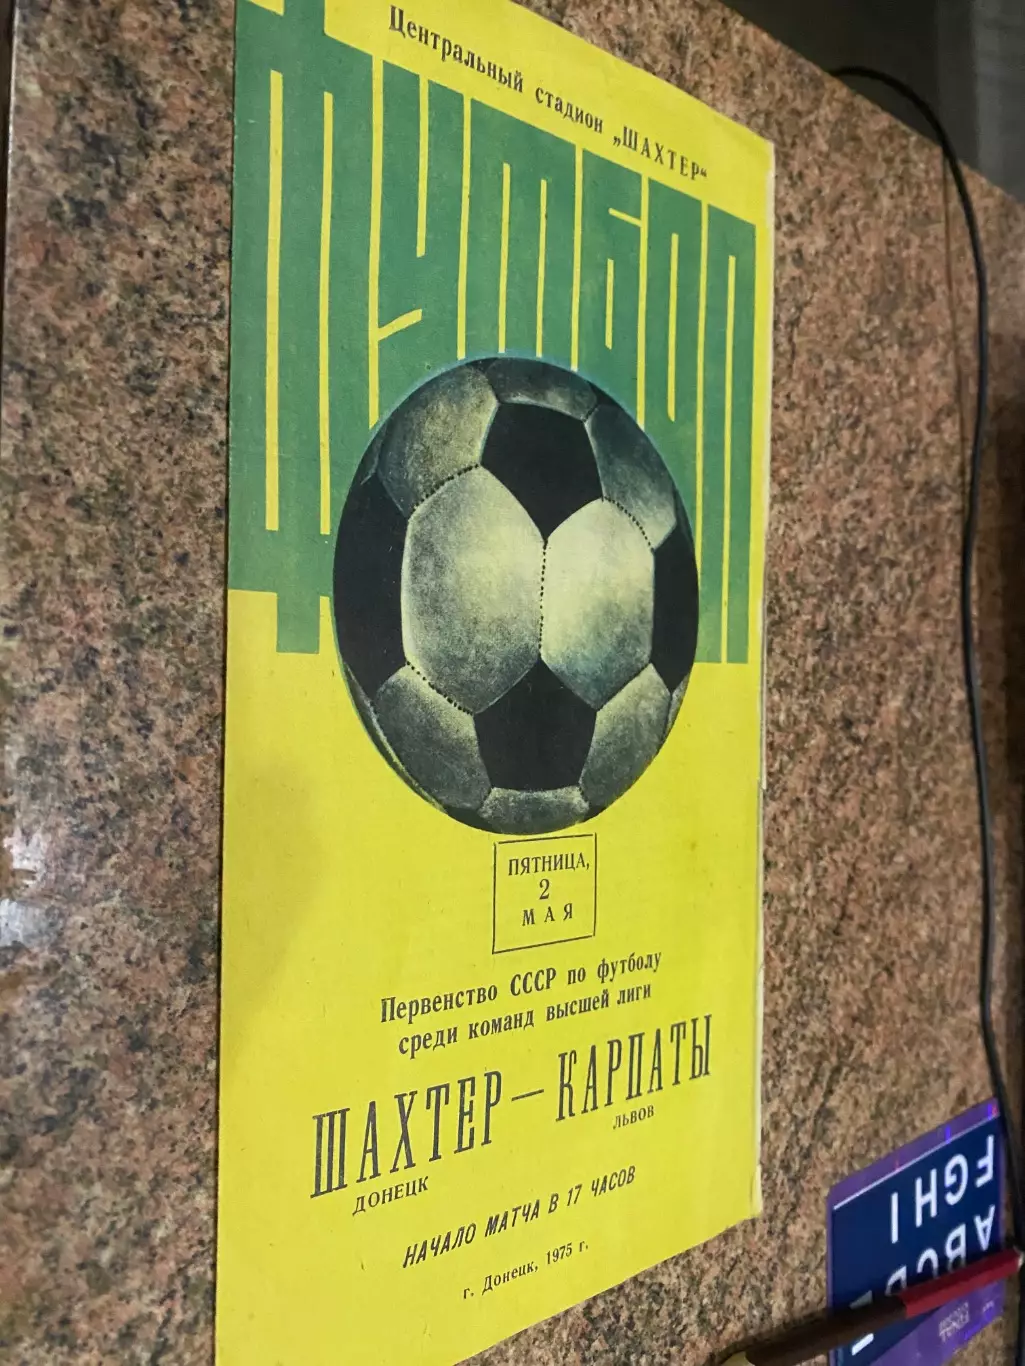 Центральный стадион „ШАХТЕР“
ФУТБОЛ
ПЯТНИЦА,
2
МАЯ
Первенство СССР по футболу
среди команд высшей лиги
ШАХТЕР — КАРПАТЫ
ДОНЕЦК
ЛЬВОВ
НАЧАЛО МАТЧА В 17 ЧАСОВ
г. Донецк, 1975 г.
FGHI
FINAL